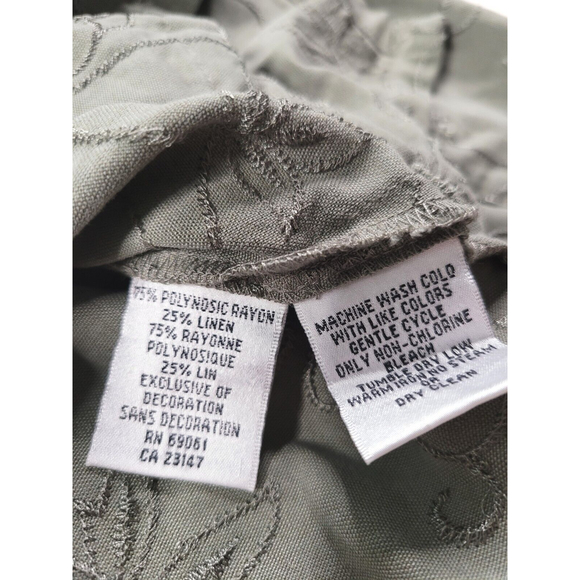 75% POLYNOSIC RAYON
25% LINEN
75% RAYONNE
POLYNOSIQUE
25% LIN
EXCLUSIVE OF
DECORATION
SANS DECORATION
RN 69061
CA 23147
MACHINE WASH COLD
WITH LIKE COLORS
GENTLE CYCLE
ONLY NON-CHLORINE
BLEACH
TUMBLE DRY LOW
WARM IRON AND STEAM
OR
DRY CLEAN